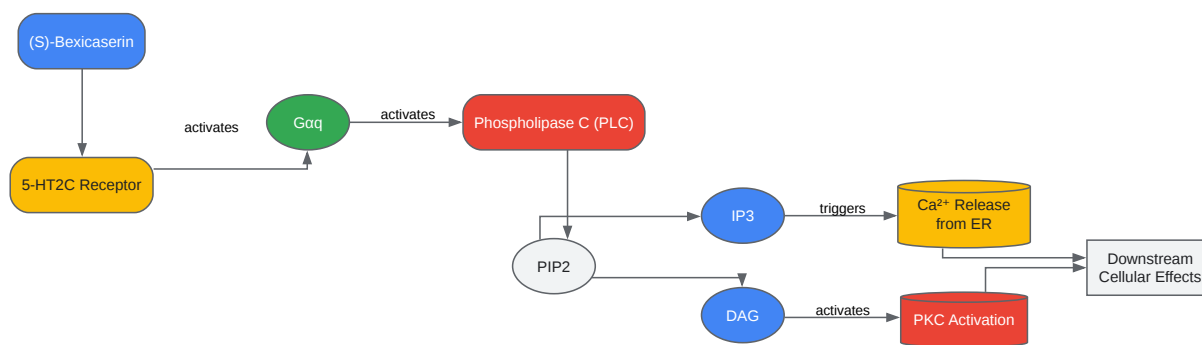 (S)-Bexicaserin
5-HT2C Receptor
activates
Gαq
activates
Phospholipase C (PLC)
PIP2
IP3
triggers
Ca²⁺ Release
from ER
DAG
activates
PKC Activation
Downstream
Cellular Effects